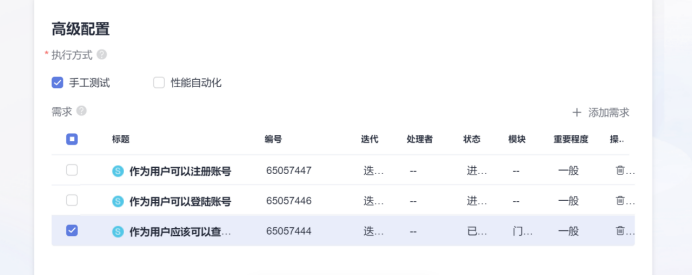 高级配置
* 执行方式 ?
手工测试 性能自动化
需求 ? + 添加需求
标题 编号 迭代 处理者 状态 模块 重要程度 操..
S 作为用户可以注册账号 65057447 迭... -- 进... -- 一般 ...
S 作为用户可以登陆账号 65057446 迭... -- 进... -- 一般 ...
S 作为用户应该可以查... 65057444 迭... -- 已... 门... 一般 ...